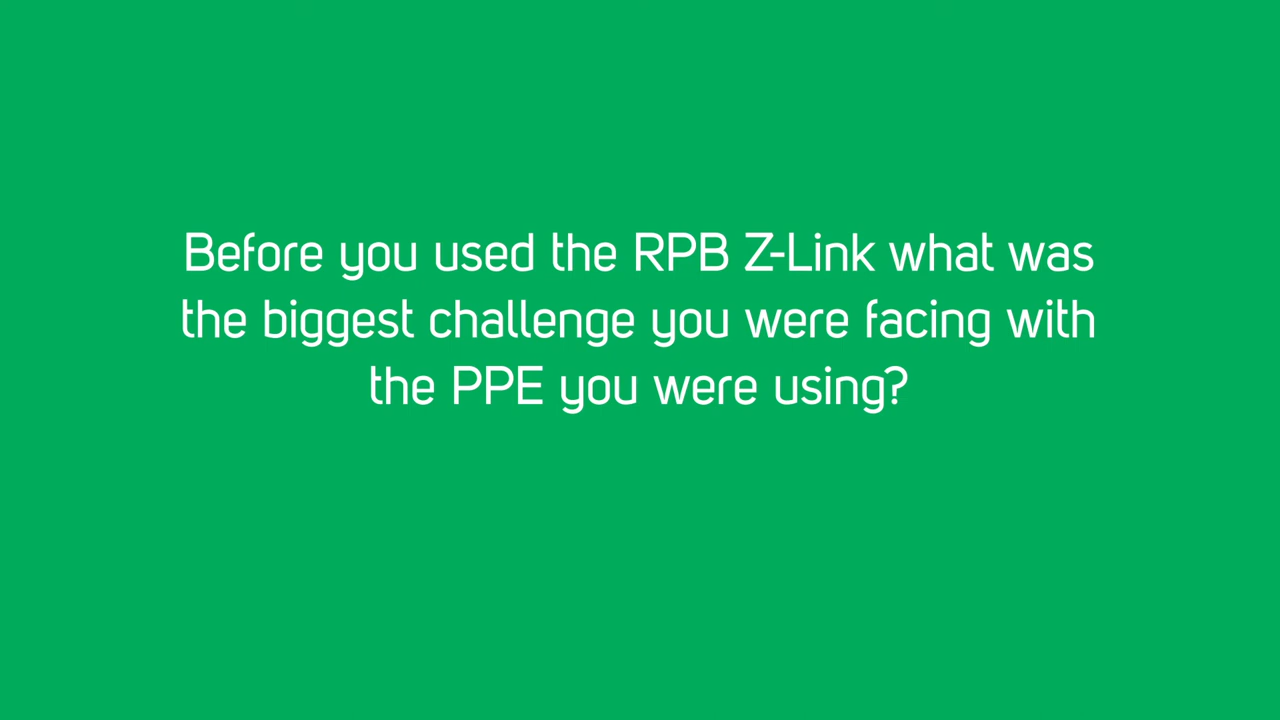 Before you used the RPB Z-Link what was
the biggest challenge you were facing with
the PPE you were using?